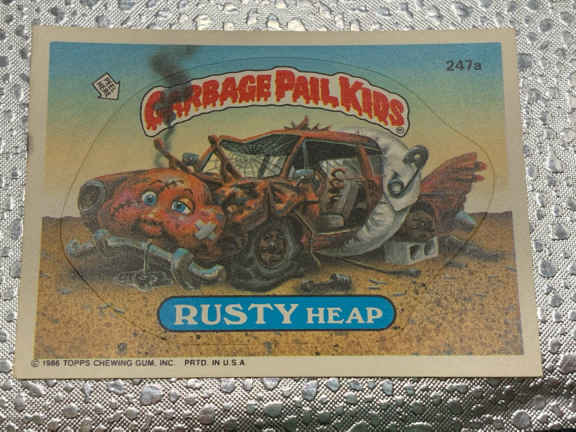 247a
GARBAGE PAIL KIDS
RUSTY HEAP
© 1986 TOPPS CHEWING GUM, INC. PRTD. IN U.S.A.